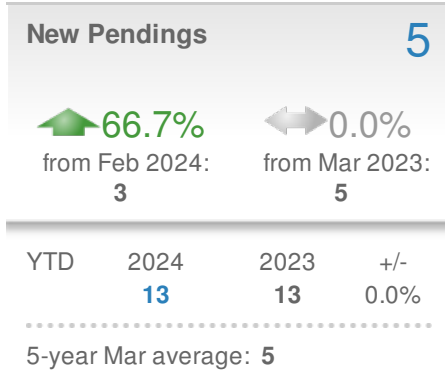 New Pendings 5
66.7% 0.0%
from Feb 2024: from Mar 2023:
3 5
YTD 2024 2023 +/-
13 13 0.0%
5-year Mar average: 5